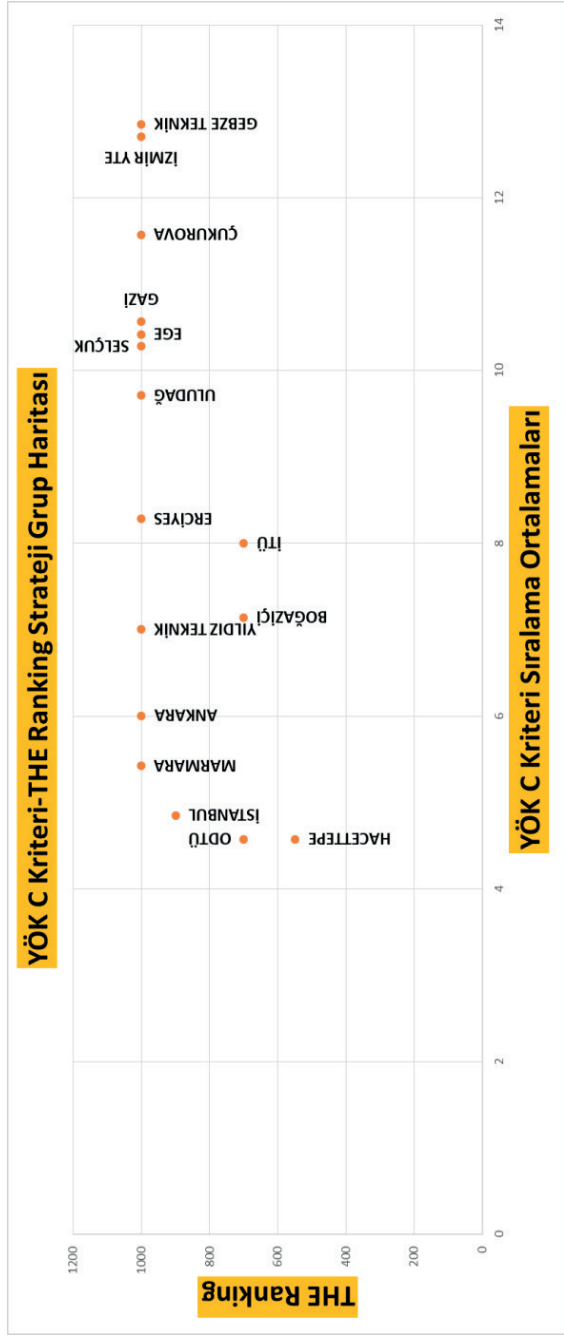 YÖK C Kriteri-THE Ranking Strateji Grup Haritası
THE Ranking
1200
1000
800
600
400
200
0
HACETTEPE
ODTÜ
İSTANBUL
MARMARA
ANKARA
YILDIZ TEKNİK
BOĞAZİÇİ
İTÜ
ERCİYES
ULUDAĞ
SELÇUK
EGE
GAZİ
ÇUKUROVA
İZMİR YTE
GEBZE TEKNİK
0
2
4
6
8
10
12
14
YÖK C Kriteri Sıralama Ortalamaları